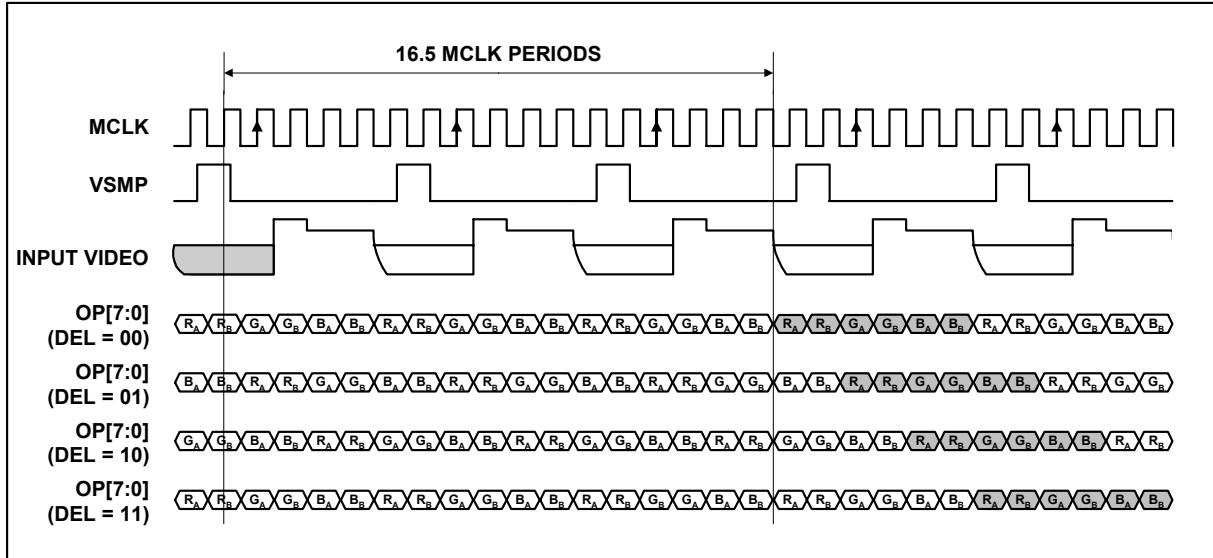 16.5 MCLK PERIODS
MCLK
VSMP
INPUT VIDEO
OP[7:0]
(DEL = 00)
R_A R_B G_A G_B B_A B_B R_A R_B G_A G_B B_A B_B R_A R_B G_A G_B B_A B_B R_A R_B G_A G_B B_A B_B R_A R_B G_A G_B B_A B_B
OP[7:0]
(DEL = 01)
B_A B_B R_A R_B G_A G_B B_A B_B R_A R_B G_A G_B B_A B_B R_A R_B G_A G_B B_A B_B R_A R_B G_A G_B B_A B_B R_A R_B G_A G_B
OP[7:0]
(DEL = 10)
G_A G_B B_A B_B R_A R_B G_A G_B B_A B_B R_A R_B G_A G_B B_A B_B R_A R_B G_A G_B B_A B_B R_A R_B G_A G_B B_A B_B R_A R_B
OP[7:0]
(DEL = 11)
R_A R_B G_A G_B B_A B_B R_A R_B G_A G_B B_A B_B R_A R_B G_B G_A B_A B_B R_A R_B G_A G_B B_A B_B R_A R_B G_A G_B B_A B_B